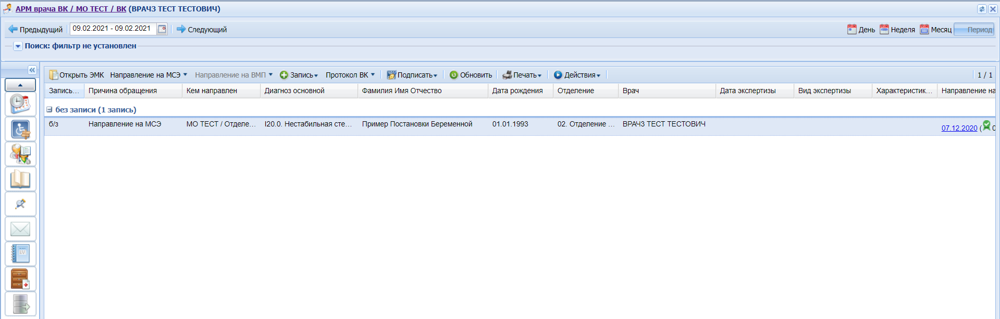 АРМ врача ВК / МО ТЕСТ / ВК (ВРАЧ3 ТЕСТ ТЕСТОВИЧ)
Предыдущий 09.02.2021 - 09.02.2021 Следующий День Неделя Месяц Период
Поиск: фильтр не установлен
Открыть ЭМК Направление на МСЭ Направление на ВМП Запись Протокол ВК Подписать Обновить Печать Действия 1 / 1
Запись... Причина обращения Кем направлен Диагноз основной Фамилия Имя Отчество Дата рождения Отделение Врач Дата экспертизы Вид экспертизы Характеристик... Направление на
без записи (1 запись)
б/з Направление на МСЭ МО ТЕСТ / Отделе... I20.0. Нестабильная сте... Пример Постановки Беременной 01.01.1993 02. Отделение ... ВРАЧ3 ТЕСТ ТЕСТОВИЧ 07.12.2020 (